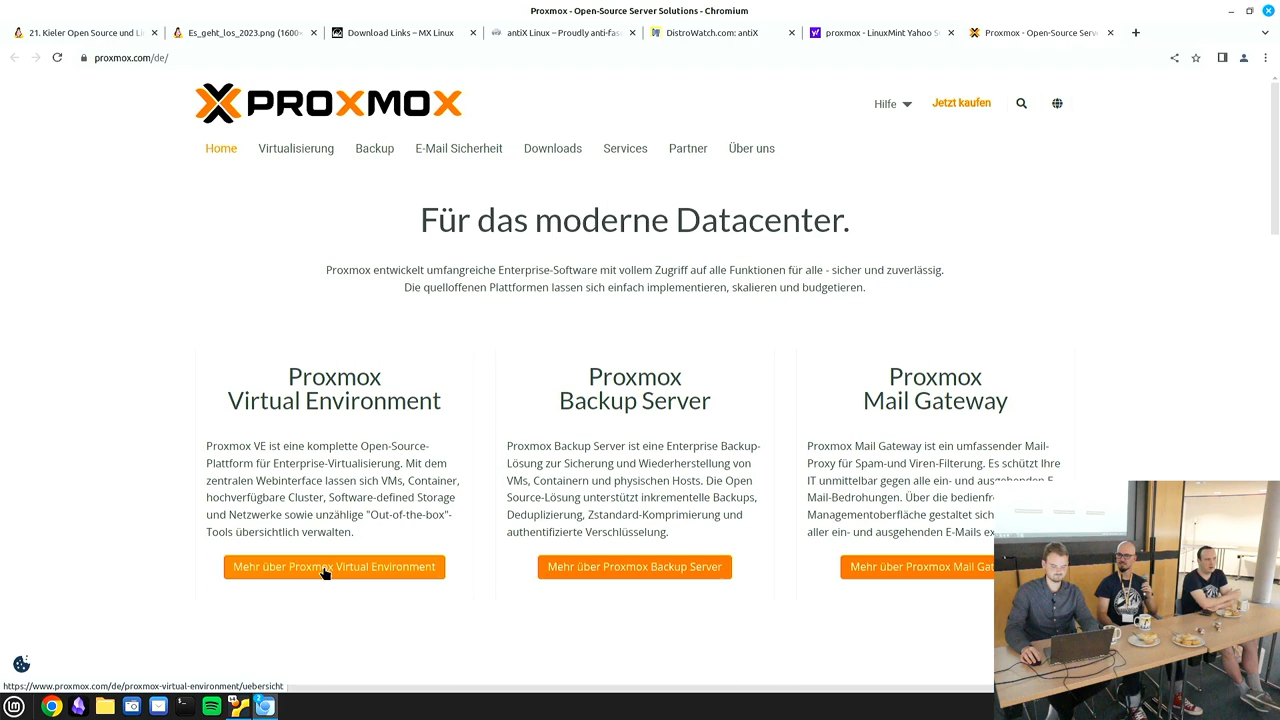 Proxmox - Open-Source Server Solutions - Chromium
21. Kieler Open Source und Li
Es_geht_los_2023.png (1600×
Download Links – MX Linux
antiX Linux – Proudly anti-fas
DistroWatch.com: antiX
proxmox - LinuxMint Yahoo S
Proxmox - Open-Source Serv
proxmox.com/de/
PROXMOX
Hilfe
Jetzt kaufen
Home
Virtualisierung
Backup
E-Mail Sicherheit
Downloads
Services
Partner
Über uns
Für das moderne Datacenter.
Proxmox entwickelt umfangreiche Enterprise-Software mit vollem Zugriff auf alle Funktionen für alle - sicher und zuverlässig.
Die quelloffenen Plattformen lassen sich einfach implementieren, skalieren und budgetieren.
Proxmox
Virtual Environment
Proxmox VE ist eine komplette Open-Source-
Plattform für Enterprise-Virtualisierung. Mit dem
zentralen Webinterface lassen sich VMs, Container,
hochverfügbare Cluster, Software-defined Storage
und Netzwerke sowie unzählige "Out-of-the-box"-
Tools übersichtlich verwalten.
Mehr über Proxmox Virtual Environment
Proxmox
Backup Server
Proxmox Backup Server ist eine Enterprise Backup-
Lösung zur Sicherung und Wiederherstellung von
VMs, Containern und physischen Hosts. Die Open
Source-Lösung unterstützt inkrementelle Backups,
Deduplizierung, Zstandard-Komprimierung und
authentifizierte Verschlüsselung.
Mehr über Proxmox Backup Server
Proxmox
Mail Gateway
Proxmox Mail Gateway ist ein umfassender Mail-
Proxy für Spam-und Viren-Filterung. Es schützt Ihre
IT unmittelbar gegen alle ein- und ausgehenden E-
Mail-Bedrohungen. Über die bedienfr
Managementoberfläche gestaltet sich
aller ein- und ausgehenden E-Mails ex
Mehr über Proxmox Mail Gat
https://www.proxmox.com/de/proxmox-virtual-environment/uebersicht